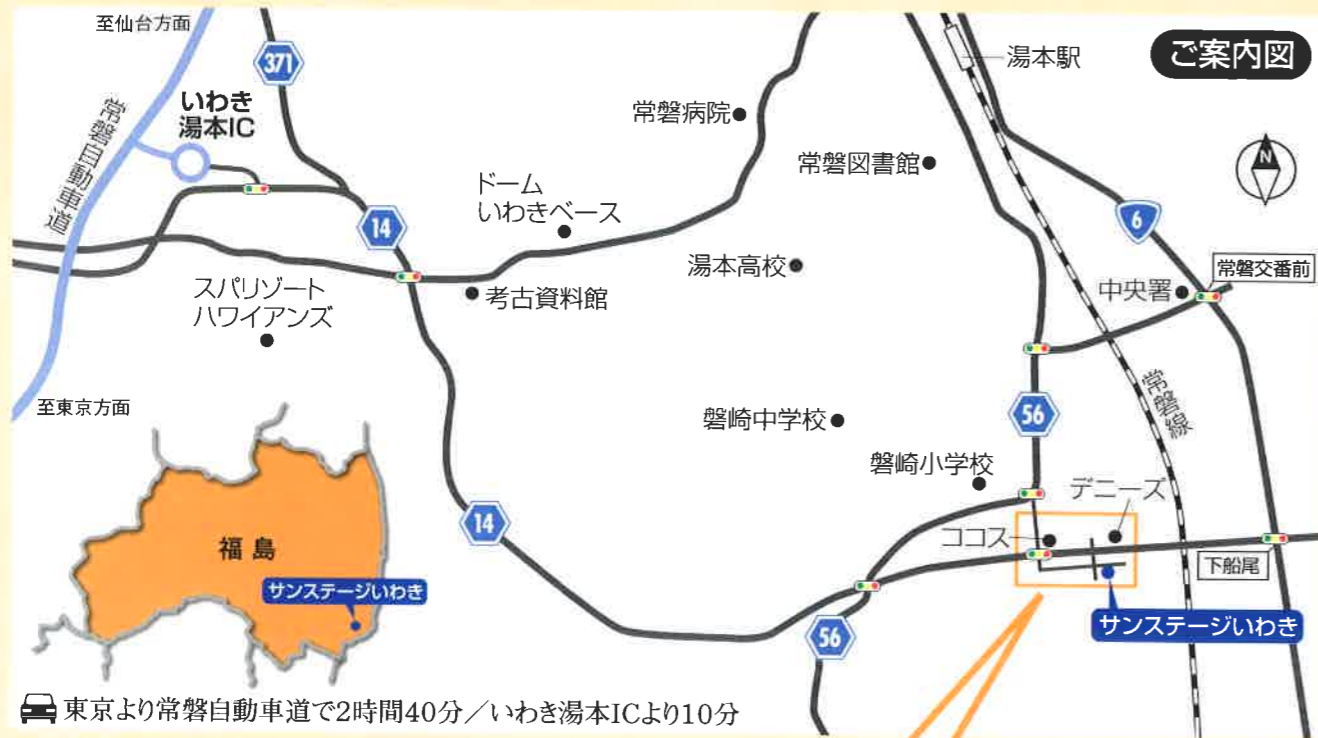 至仙台方面
371
湯本駅
ご案内図
いわき
湯本IC
常磐自動車道
常磐病院
常磐図書館
N
ドーム
いわきベース
14
6
湯本高校
常磐交番前
中央署
スパリゾート
ハワイアンズ
考古資料館
至東京方面
常磐線
56
磐崎中学校
磐崎小学校
デニーズ
ココス
14
福島
下船尾
サンステージいわき
サンステージいわき
56
東京より常磐自動車道で2時間40分／いわき湯本ICより10分